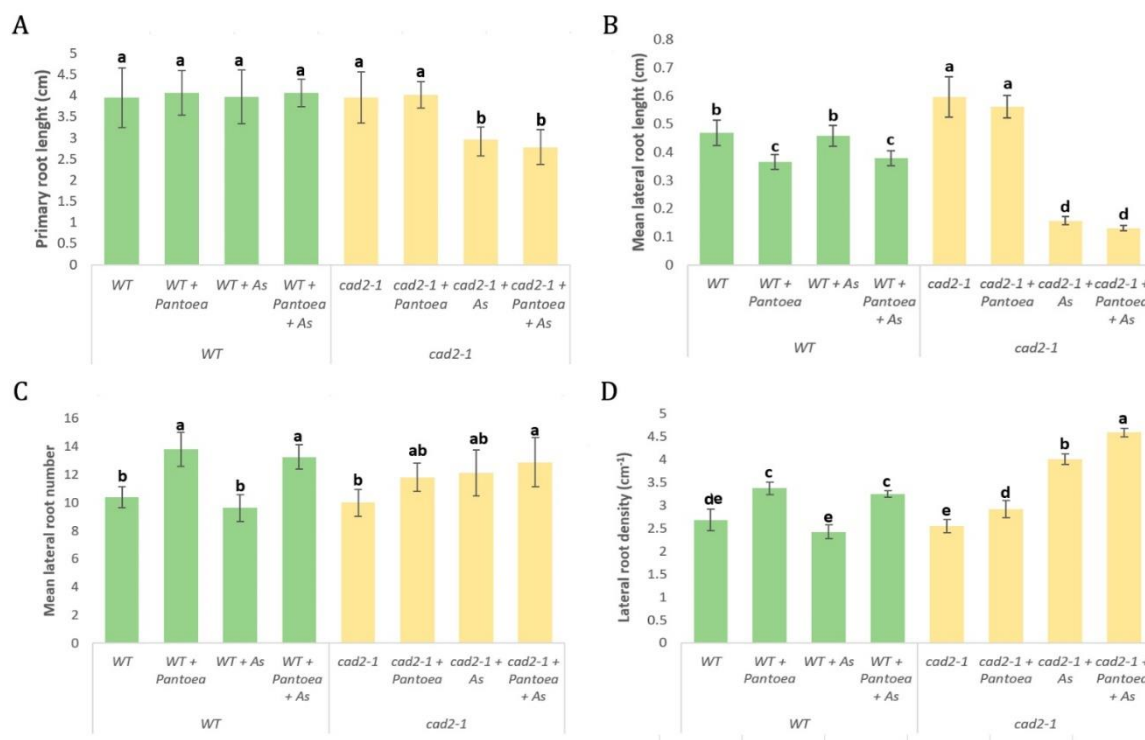 A
Primary root lenght (cm)
5
4.5
4
3.5
3
2.5
2
1.5
1
0.5
0
a a a a a a b b
WT WT + Pantoea WT + As WT + Pantoea + As cad2-1 cad2-1 + Pantoea cad2-1 + As cad2-1 + Pantoea + As
WT cad2-1
B
Mean lateral root lenght (cm)
0.8
0.7
0.6
0.5
0.4
0.3
0.2
0.1
0
b c b c a a d d
WT WT + Pantoea WT + As WT + Pantoea + As cad2-1 cad2-1 + Pantoea cad2-1 + As cad2-1 + Pantoea + As
WT cad2-1
C
Mean lateral root number
16
14
12
10
8
6
4
2
0
b a b a b ab ab a
WT WT + Pantoea WT + As WT + Pantoea + As cad2-1 cad2-1 + Pantoea cad2-1 + As cad2-1 + Pantoea + As
WT cad2-1
D
Lateral root density (cm⁻¹)
5
4.5
4
3.5
3
2.5
2
1.5
1
0.5
0
de c e c e d b a
WT WT + Pantoea WT + As WT + Pantoea + As cad2-1 cad2-1 + Pantoea cad2-1 + As cad2-1 + Pantoea + As
WT cad2-1